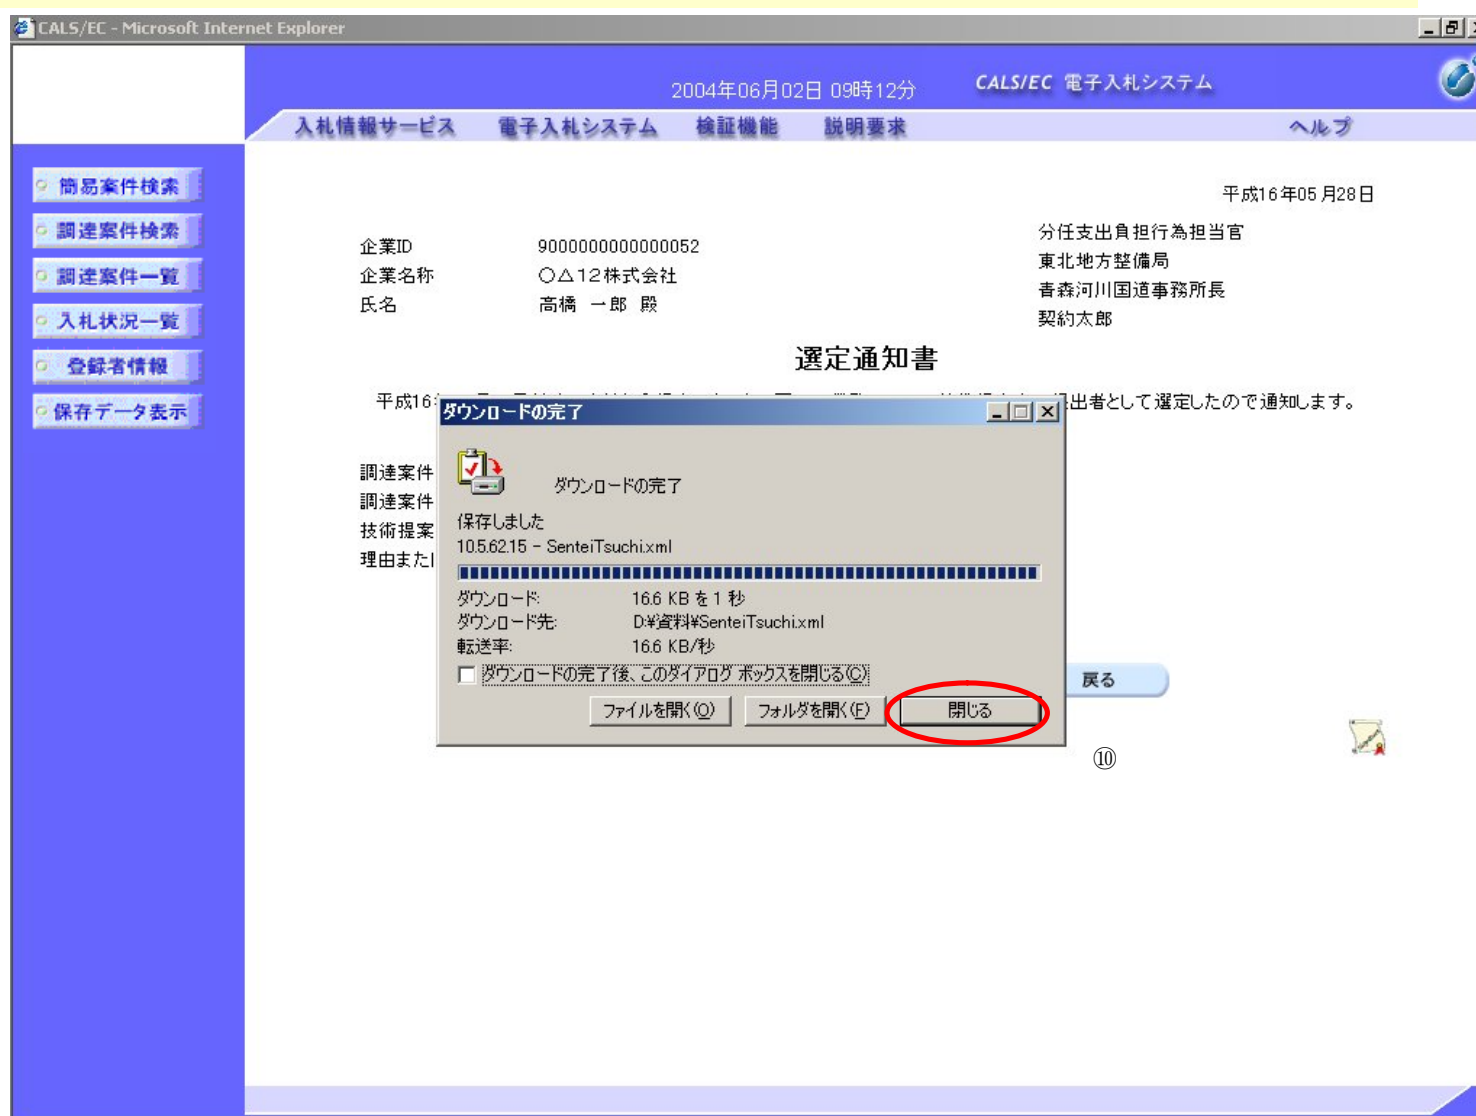 CALS/EC - Microsoft Internet Explorer
2004年06月02日 09時12分
CALS/EC 電子入札システム
入札情報サービス 電子入札システム 検証機能 説明要求 ヘルプ
簡易案件検索
調達案件検索
調達案件一覧
入札状況一覧
登録者情報
保存データ表示
平成16年05月28日
分任支出負担行為担当官
東北地方整備局
青森河川国道事務所長
契約太郎
企業ID 9000000000000052
企業名称 ○△12株式会社
氏名 高橋 一郎 殿
選定通知書
平成16
出者として選定したので通知します。
調達案件
調達案件
技術提案
理由また
ダウンロードの完了
ダウンロードの完了
保存しました
10.5.62.15 - SenteiTsuchi.xml
ダウンロード: 16.6 KB を 1 秒
ダウンロード先: D:¥資料¥SenteiTsuchi.xml
転送率: 16.6 KB/秒
ダウンロードの完了後、このダイアログ ボックスを閉じる(C)
ファイルを開く(O) フォルダを開く(F) 閉じる
戻る
⑩